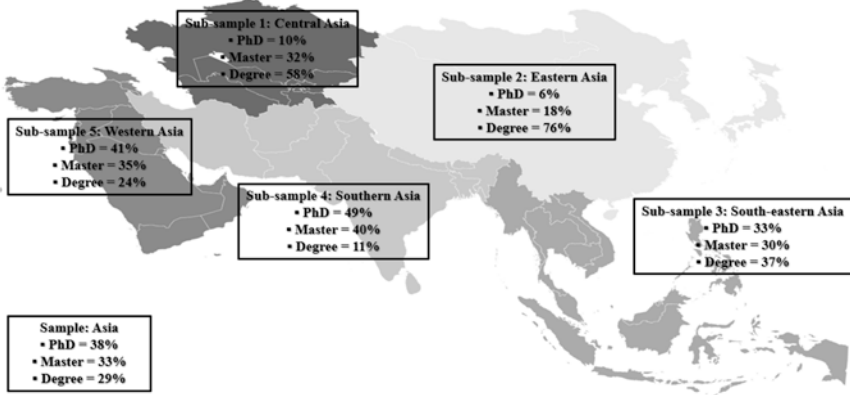 Sub-sample 1: Central Asia
▪ PhD = 10%
▪ Master = 32%
▪ Degree = 58%
Sub-sample 2: Eastern Asia
▪ PhD = 6%
▪ Master = 18%
▪ Degree = 76%
Sub-sample 5: Western Asia
▪ PhD = 41%
▪ Master = 35%
▪ Degree = 24%
Sub-sample 4: Southern Asia
▪ PhD = 49%
▪ Master = 40%
▪ Degree = 11%
Sub-sample 3: South-eastern Asia
▪ PhD = 33%
▪ Master = 30%
▪ Degree = 37%
Sample: Asia
▪ PhD = 38%
▪ Master = 33%
▪ Degree = 29%